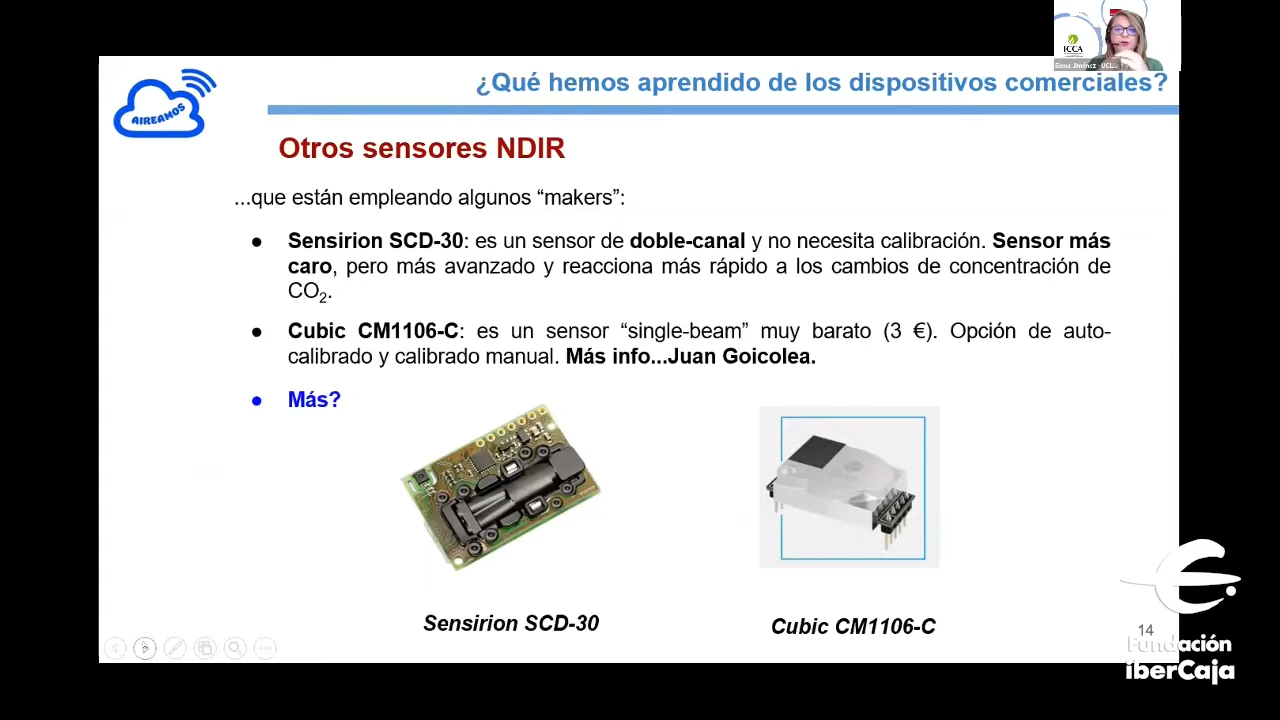 ICCA
Elena Jiménez - UCL...
¿Qué hemos aprendido de los dispositivos comerciales?
AIREAMOS
Otros sensores NDIR
...que están empleando algunos “makers”:
● Sensirion SCD-30: es un sensor de doble-canal y no necesita calibración. Sensor más
caro, pero más avanzado y reacciona más rápido a los cambios de concentración de
CO₂.
● Cubic CM1106-C: es un sensor “single-beam” muy barato (3 €). Opción de auto-
calibrado y calibrado manual. Más info...Juan Goicolea.
● Más?
Sensirion SCD-30
Cubic CM1106-C
14
Fundación
iberCaja